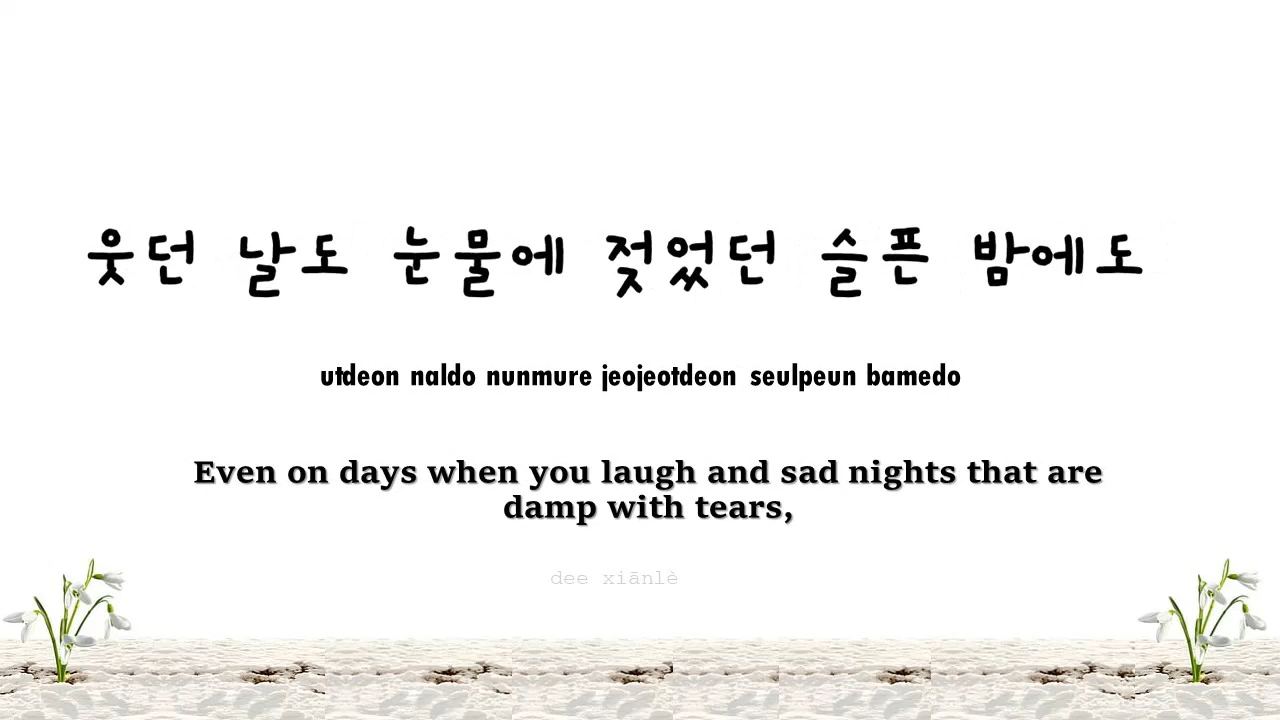 웃던 날도 눈물에 젖었던 슬픈 밤에도
utdeon naldo nunmure jeojeotdeon seulpeun bamedo
Even on days when you laugh and sad nights that are
damp with tears,
dee xiānlè